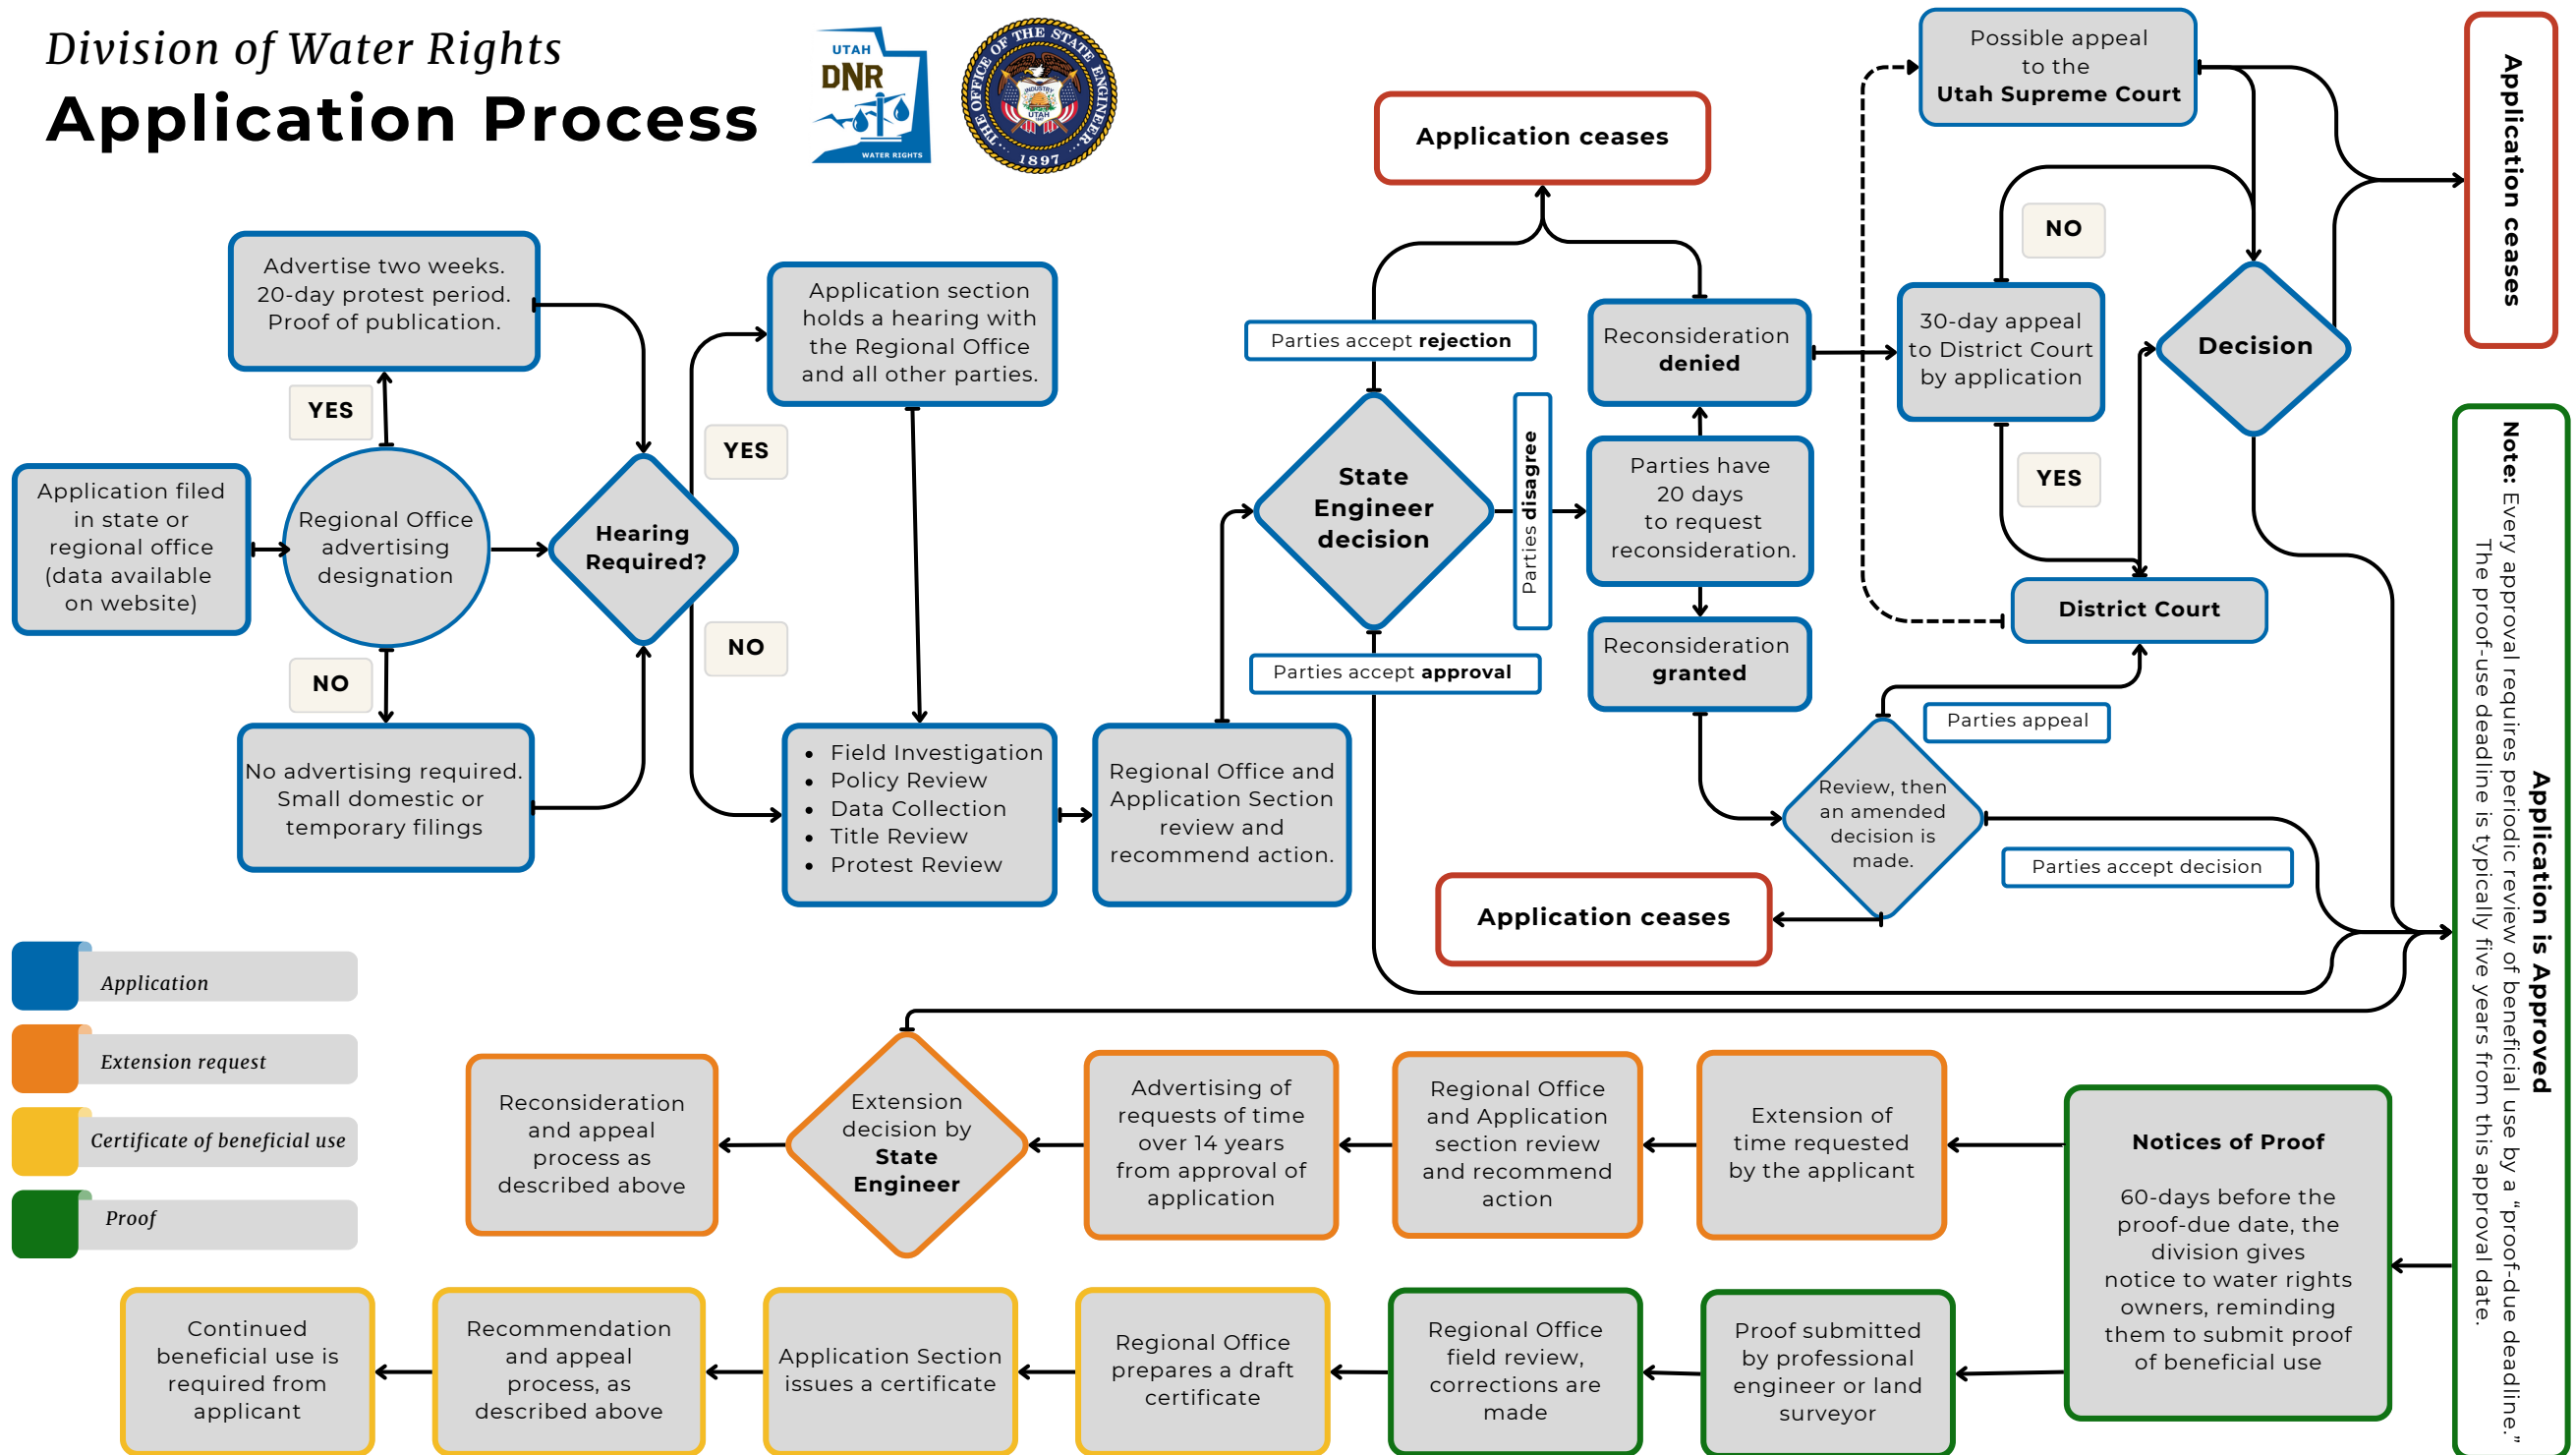 Division of Water Rights
Application Process
UTAH
DNR
WATER RIGHTS
THE OFFICE OF THE STATE ENGINEER
INDUSTRY
UTAH
1897
Application filed
in state or
regional office
(data available
on website)
Regional Office
advertising
designation
YES
Advertise two weeks.
20-day protest period.
Proof of publication.
NO
No advertising required.
Small domestic or
temporary filings
Hearing
Required?
YES
Application section
holds a hearing with
the Regional Office
and all other parties.
NO
• Field Investigation
• Policy Review
• Data Collection
• Title Review
• Protest Review
Regional Office and
Application Section
review and
recommend action.
State
Engineer
decision
Parties accept rejection
Application ceases
Parties accept approval
Parties disagree
Parties have
20 days
to request
reconsideration.
Reconsideration
denied
Reconsideration
granted
Review, then
an amended
decision is
made.
Application ceases
Parties appeal
Parties accept decision
30-day appeal
to District Court
by application
NO
YES
District Court
Possible appeal
to the
Utah Supreme Court
Decision
Application ceases
Application is Approved
Note: Every approval requires periodic review of beneficial use by a "proof-due deadline."
The proof-use deadline is typically five years from this approval date.
Application
Extension request
Certificate of beneficial use
Proof
Notices of Proof
60-days before the
proof-due date, the
division gives
notice to water rights
owners, reminding
them to submit proof
of beneficial use
Extension of
time requested
by the applicant
Regional Office
and Application
section review
and recommend
action
Advertising of
requests of time
over 14 years
from approval of
application
Extension
decision by
State
Engineer
Reconsideration
and appeal
process as
described above
Proof submitted
by professional
engineer or land
surveyor
Regional Office
field review,
corrections are
made
Regional Office
prepares a draft
certificate
Application Section
issues a certificate
Recommendation
and appeal
process, as
described above
Continued
beneficial use is
required from
applicant